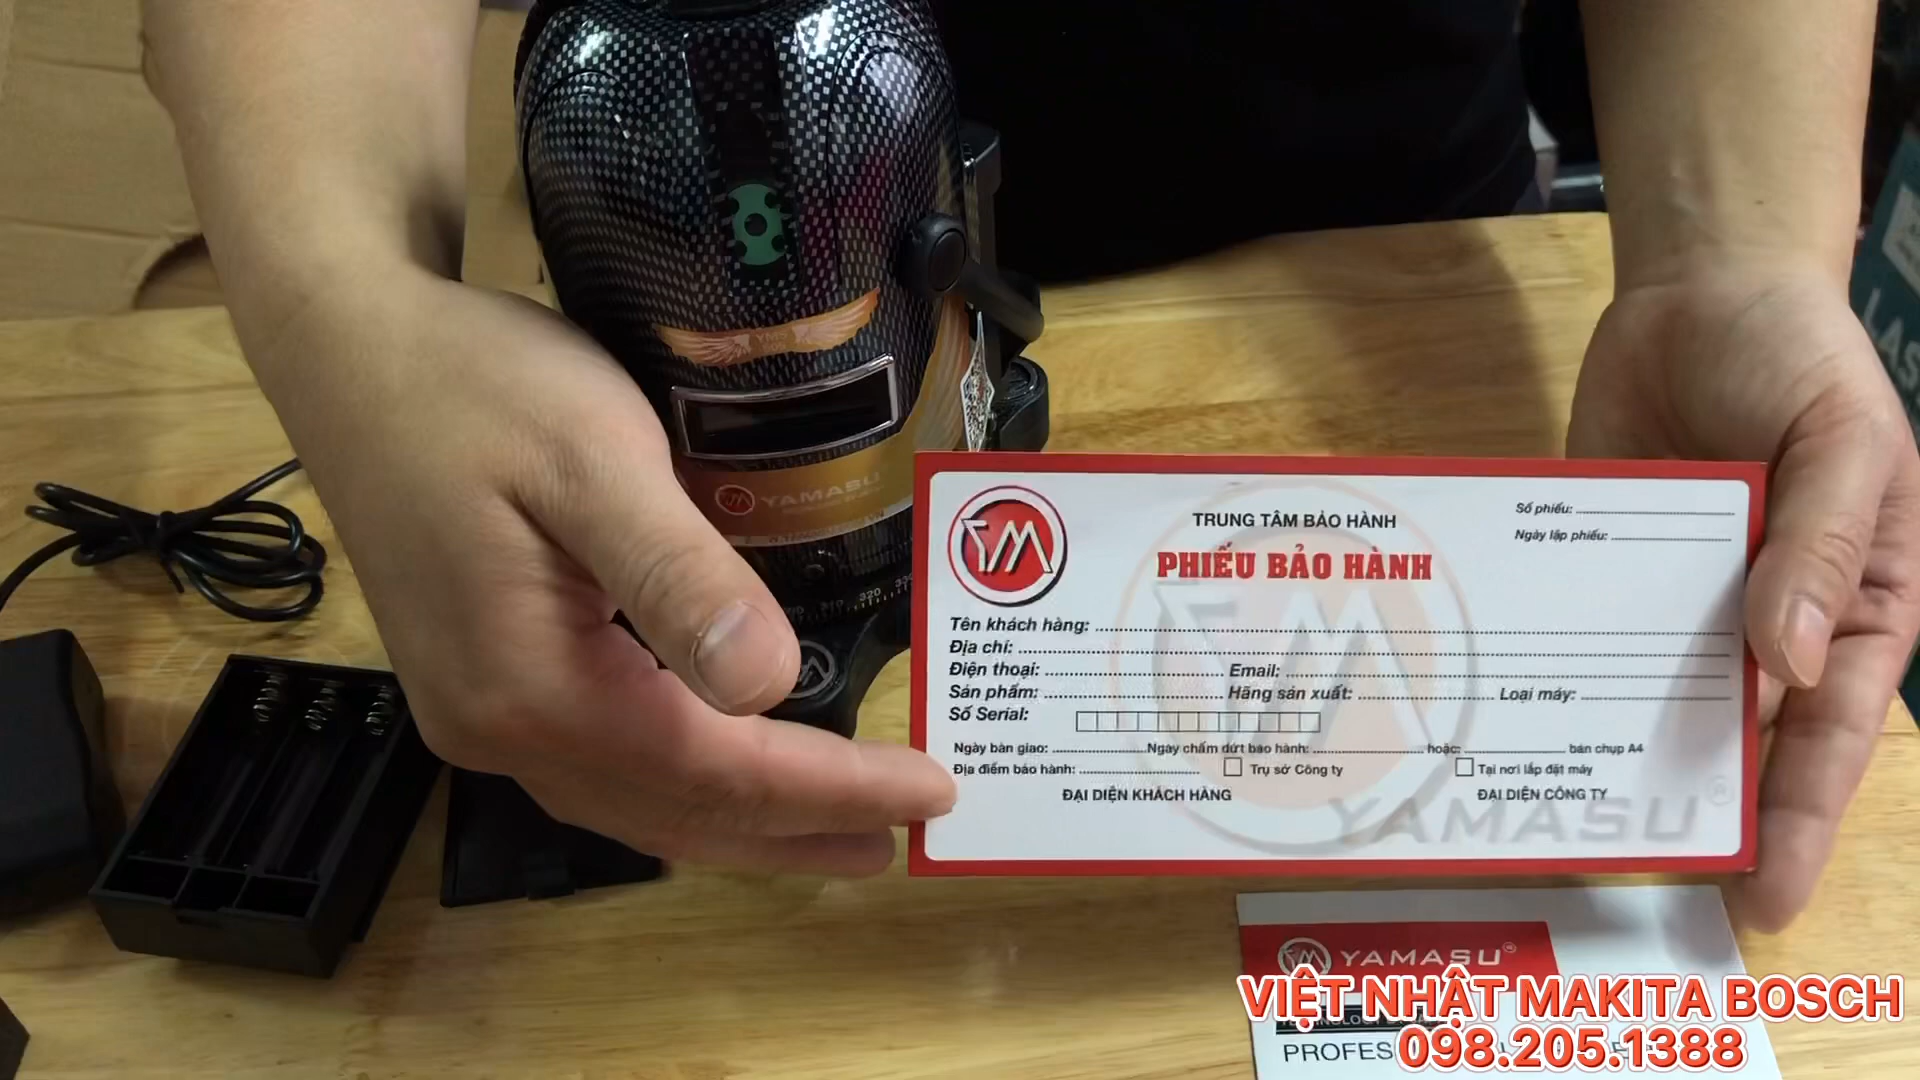 YAMASU
320
TRUNG TÂM BẢO HÀNH
PHIẾU BẢO HÀNH
Số phiếu:
Ngày lập phiếu:
Tên khách hàng:
Địa chỉ:
Điện thoại: Email:
Sản phẩm: Hãng sản xuất: Loại máy:
Số Serial:
Ngày bàn giao: Ngày chấm dứt bảo hành: hoặc: bản chụp A4
Địa điểm bảo hành: Trụ sở Công ty Tại nơi lắp đặt máy
ĐẠI DIỆN KHÁCH HÀNG ĐẠI DIỆN CÔNG TY
YAMASU ®
YAMASU ®
VIỆT NHẬT MAKITA BOSCH
098.205.1388